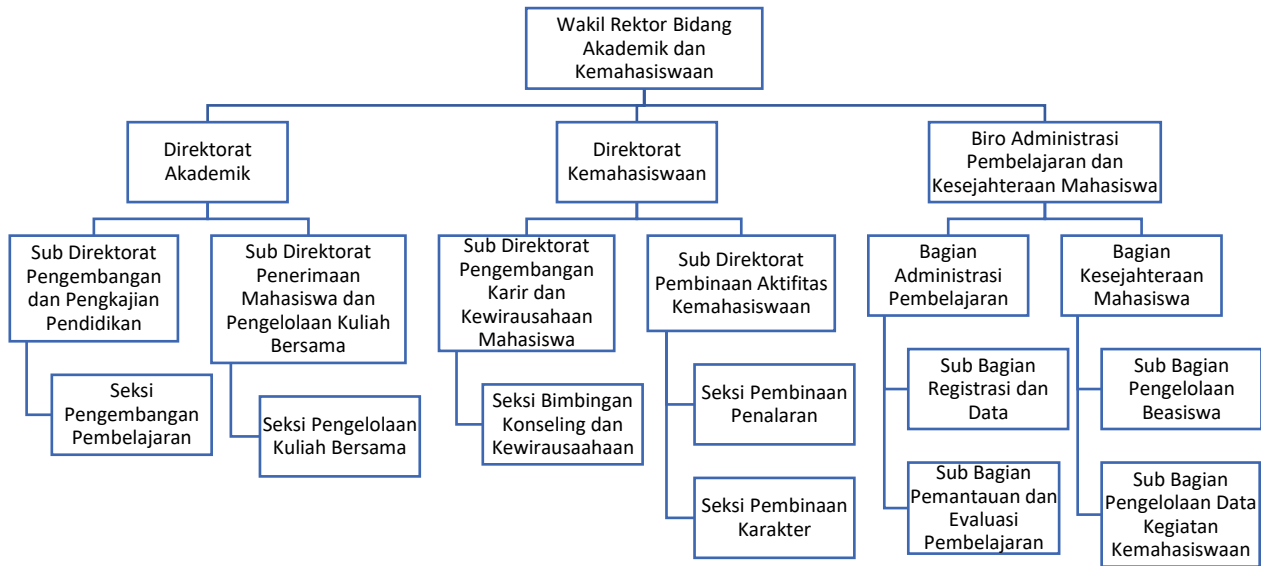 Wakil Rektor Bidang
Akademik dan
Kemahasiswaan
Direktorat
Akademik
Direktorat
Kemahasiswaan
Biro Administrasi
Pembelajaran dan
Kesejahteraan Mahasiswa
Sub Direktorat
Pengembangan
dan Pengkajian
Pendidikan
Sub Direktorat
Penerimaan
Mahasiswa dan
Pengelolaan Kuliah
Bersama
Sub Direktorat
Pengembangan
Karir dan
Kewirausahaan
Mahasiswa
Sub Direktorat
Pembinaan Aktifitas
Kemahasiswaan
Bagian
Administrasi
Pembelajaran
Bagian
Kesejahteraan
Mahasiswa
Seksi
Pengembangan
Pembelajaran
Seksi Pengelolaan
Kuliah Bersama
Seksi Bimbingan
Konseling dan
Kewirausaahaan
Seksi Pembinaan
Penalaran
Seksi Pembinaan
Karakter
Sub Bagian
Registrasi dan
Data
Sub Bagian
Pemantauan dan
Evaluasi
Pembelajaran
Sub Bagian
Pengelolaan
Beasiswa
Sub Bagian
Pengelolaan Data
Kegiatan
Kemahasiswaan